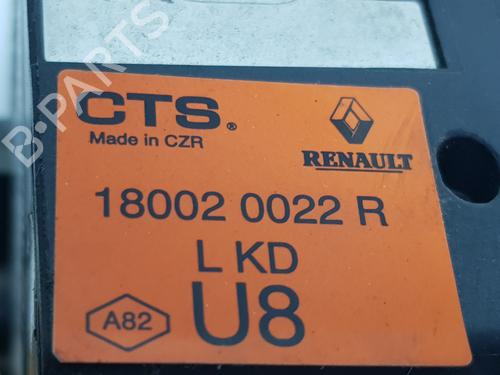 CTS®
Made in CZR
RENAULT
18002 0022 R
L KD
A82
U8
B-PARTS